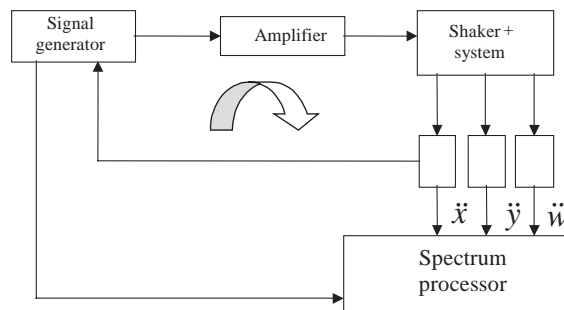 Signal
generator
Amplifier
Shaker+
system
ẍ ÿ ẅ
Spectrum
processor